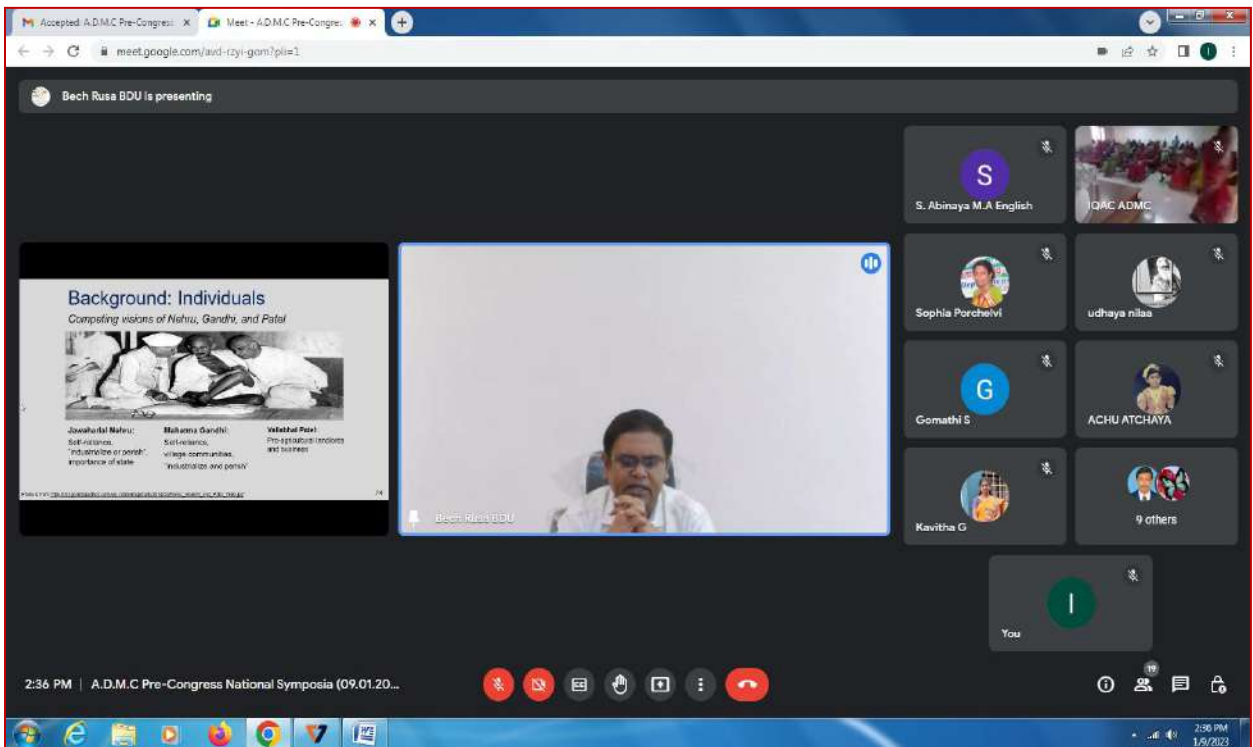 Accepted: A.D.M.C Pre-Congress
Meet - A.D.M.C Pre-Congres
meet.google.com/avd-rzyi-gom?pli=1
I
Bech Rusa BDU is presenting
S
S. Abinaya M.A English
IQAC ADMC
Sophia Porchelvi
udhaya nilaa
G
Gomathi S
ACHU ATCHAYA
Kavitha G
9 others
I
You
Background: Individuals
Competing visions of Nehru, Gandhi, and Patel
Jawaharlal Nehru:
Self-reliance,
"industrialize or perish",
importance of state
Mahatma Gandhi:
Self-reliance,
village communities,
"industrialize and perish"
Vallabhai Patel:
Pro-agricultural landlords
and business
74
Bech Rusa BDU
2:36 PM | A.D.M.C Pre-Congress National Symposia (09.01.20...
19
2:36 PM
1/9/2023